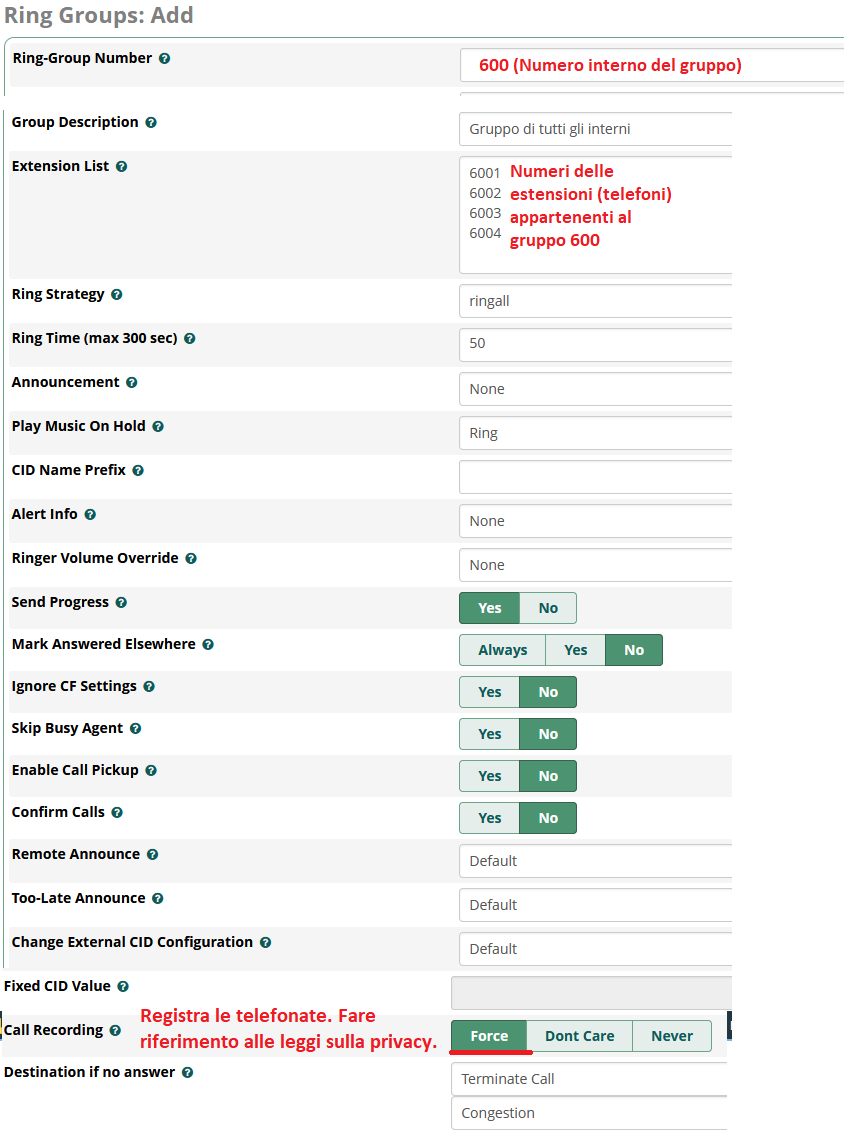 Ring Groups: Add
Ring-Group Number
600 (Numero interno del gruppo)
Group Description
Gruppo di tutti gli interni
Extension List
6001
6002
6003
6004
Numeri delle
estensioni (telefoni)
appartenenti al
gruppo 600
Ring Strategy
ringall
Ring Time (max 300 sec)
50
Announcement
None
Play Music On Hold
Ring
CID Name Prefix
Alert Info
None
Ringer Volume Override
None
Send Progress
Yes No
Mark Answered Elsewhere
Always Yes No
Ignore CF Settings
Yes No
Skip Busy Agent
Yes No
Enable Call Pickup
Yes No
Confirm Calls
Yes No
Remote Announce
Default
Too-Late Announce
Default
Change External CID Configuration
Default
Fixed CID Value
Call Recording
Registra le telefonate. Fare
riferimento alle leggi sulla privacy.
Force Dont Care Never
Destination if no answer
Terminate Call
Congestion